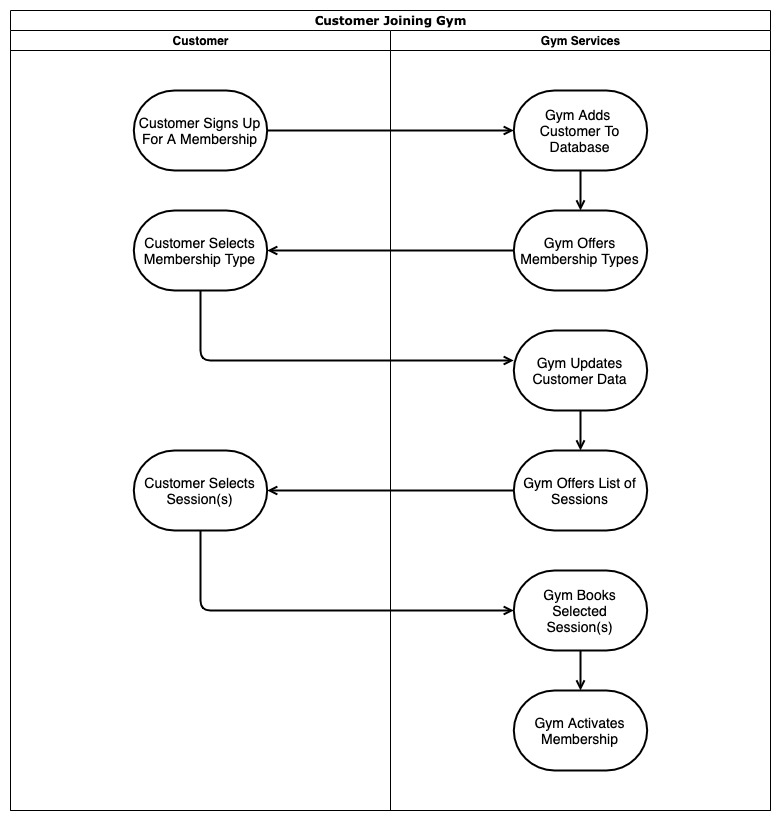 Customer Joining Gym
Customer
Gym Services
Customer Signs Up
For A Membership
Gym Adds
Customer To
Database
Customer Selects
Membership Type
Gym Offers
Membership Types
Gym Updates
Customer Data
Customer Selects
Session(s)
Gym Offers List of
Sessions
Gym Books
Selected
Session(s)
Gym Activates
Membership